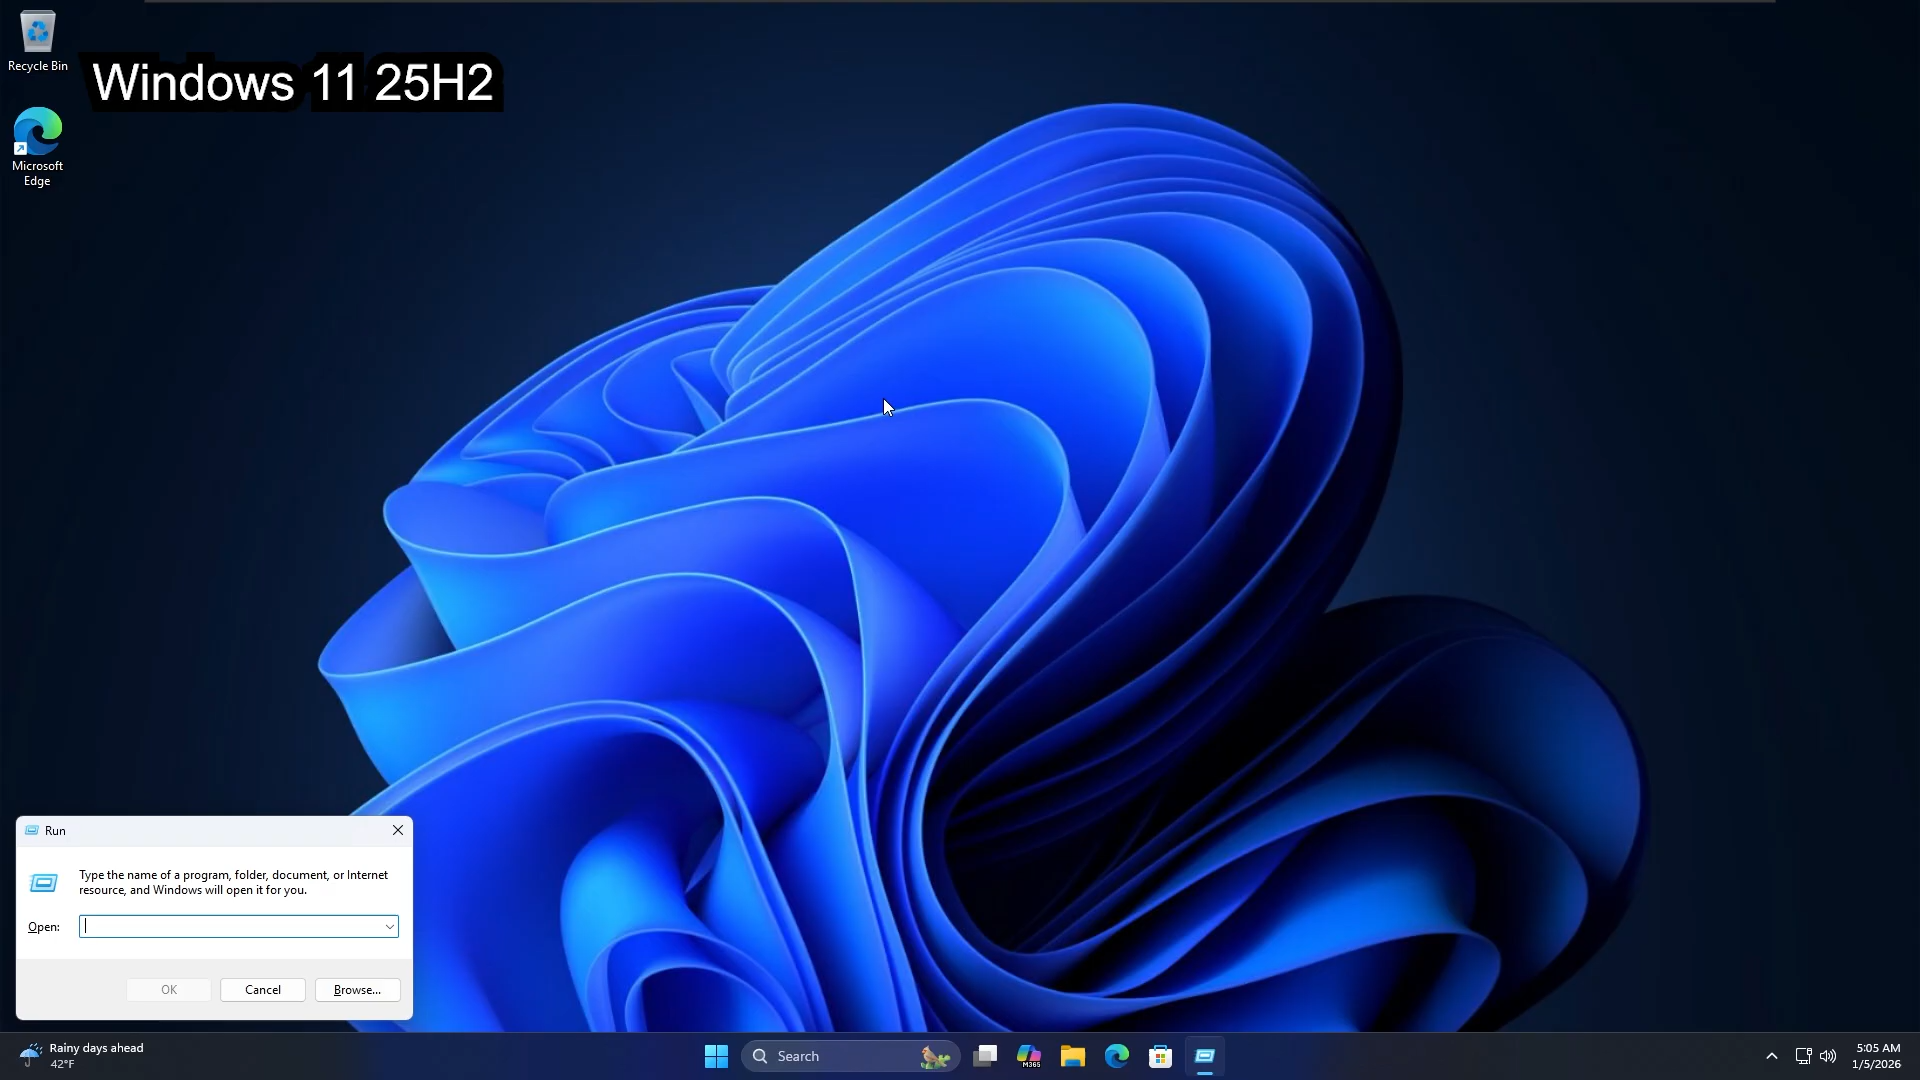 Recycle Bin
Windows 11 25H2
Microsoft
Edge
Run
Type the name of a program, folder, document, or Internet
resource, and Windows will open it for you.
Open:
OK
Cancel
Browse...
Rainy days ahead
42°F
Search
M365
5:05 AM
1/5/2026